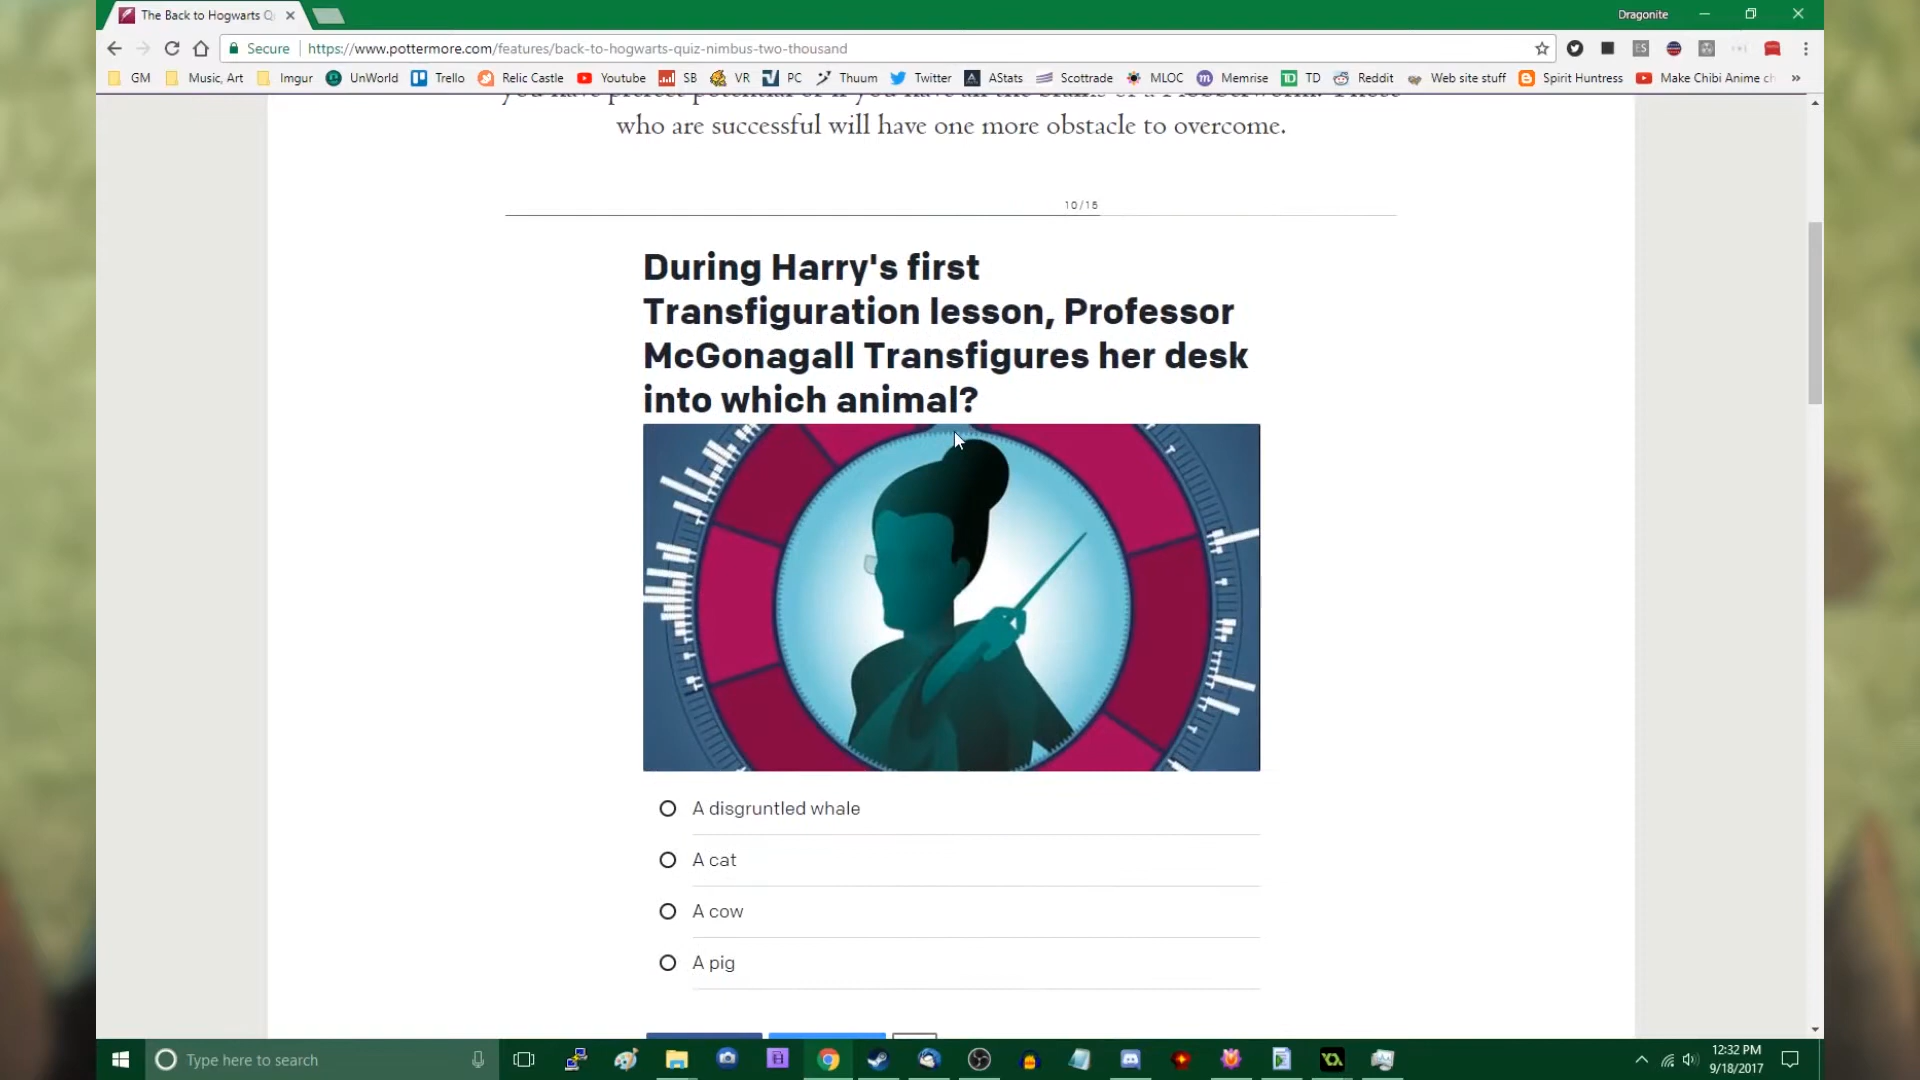 The Back to Hogwarts Q
Dragonite
Secure
https://www.pottermore.com/features/back-to-hogwarts-quiz-nimbus-two-thousand
GM Music, Art Imgur UnWorld Trello Relic Castle Youtube SB VR PC Thuum Twitter AStats Scottrade MLOC Memrise TD Reddit Web site stuff Spirit Huntress Make Chibi Anime ch »
who are successful will have one more obstacle to overcome.
10/15
During Harry's first
Transfiguration lesson, Professor
McGonagall Transfigures her desk
into which animal?
A disgruntled whale
A cat
A cow
A pig
Type here to search
12:32 PM
9/18/2017